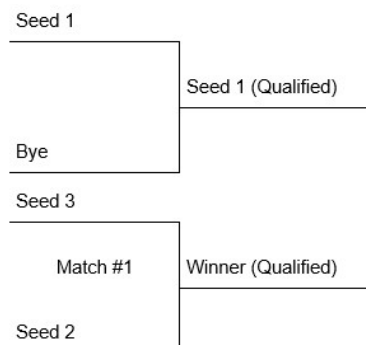 Seed 1
Seed 1 (Qualified)
Bye
Seed 3
Match #1
Winner (Qualified)
Seed 2